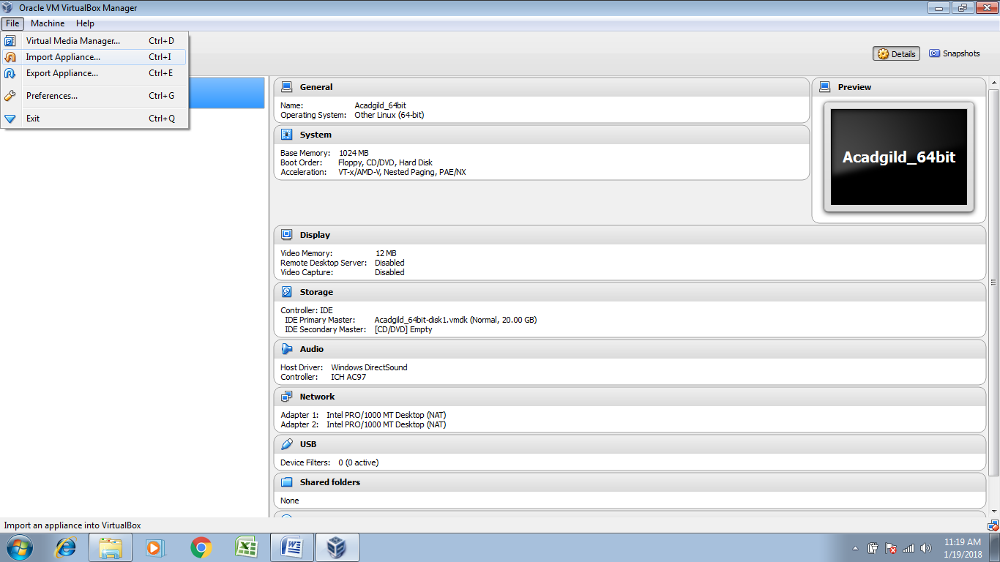 Oracle VM VirtualBox Manager
File Machine Help
Virtual Media Manager... Ctrl+D
Import Appliance... Ctrl+I
Export Appliance... Ctrl+E
Preferences... Ctrl+G
Exit Ctrl+Q
Details Snapshots
General
Name: Acadgild_64bit
Operating System: Other Linux (64-bit)
System
Base Memory: 1024 MB
Boot Order: Floppy, CD/DVD, Hard Disk
Acceleration: VT-x/AMD-V, Nested Paging, PAE/NX
Preview
Acadgild_64bit
Display
Video Memory: 12 MB
Remote Desktop Server: Disabled
Video Capture: Disabled
Storage
Controller: IDE
IDE Primary Master: Acadgild_64bit-disk1.vmdk (Normal, 20.00 GB)
IDE Secondary Master: [CD/DVD] Empty
Audio
Host Driver: Windows DirectSound
Controller: ICH AC97
Network
Adapter 1: Intel PRO/1000 MT Desktop (NAT)
Adapter 2: Intel PRO/1000 MT Desktop (NAT)
USB
Device Filters: 0 (0 active)
Shared folders
None
Import an appliance into VirtualBox
11:19 AM
1/19/2018